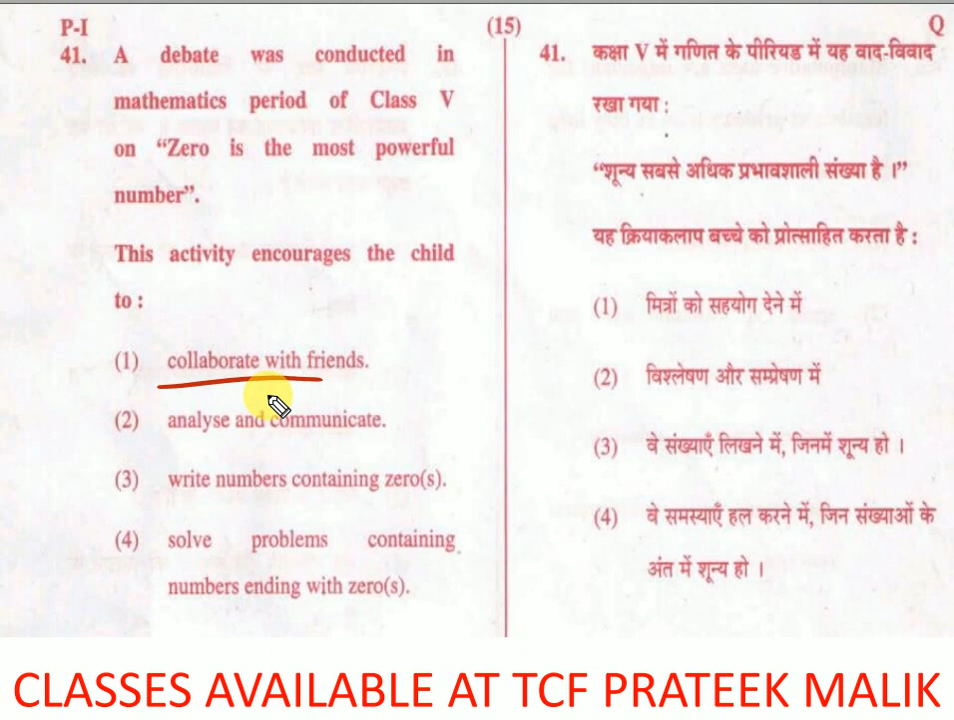 P-I
(15)
Q
41. A debate was conducted in
mathematics period of Class V
on “Zero is the most powerful
number”.
This activity encourages the child
to :
(1) collaborate with friends.
(2) analyse and communicate.
(3) write numbers containing zero(s).
(4) solve problems containing
numbers ending with zero(s).
41. कक्षा V में गणित के पीरियड में यह वाद-विवाद
रखा गया :
“शून्य सबसे अधिक प्रभावशाली संख्या है ।”
यह क्रियाकलाप बच्चे को प्रोत्साहित करता है :
(1) मित्रों को सहयोग देने में
(2) विश्लेषण और सम्प्रेषण में
(3) वे संख्याएँ लिखने में, जिनमें शून्य हो ।
(4) वे समस्याएँ हल करने में, जिन संख्याओं के
अंत में शून्य हो ।
CLASSES AVAILABLE AT TCF PRATEEK MALIK